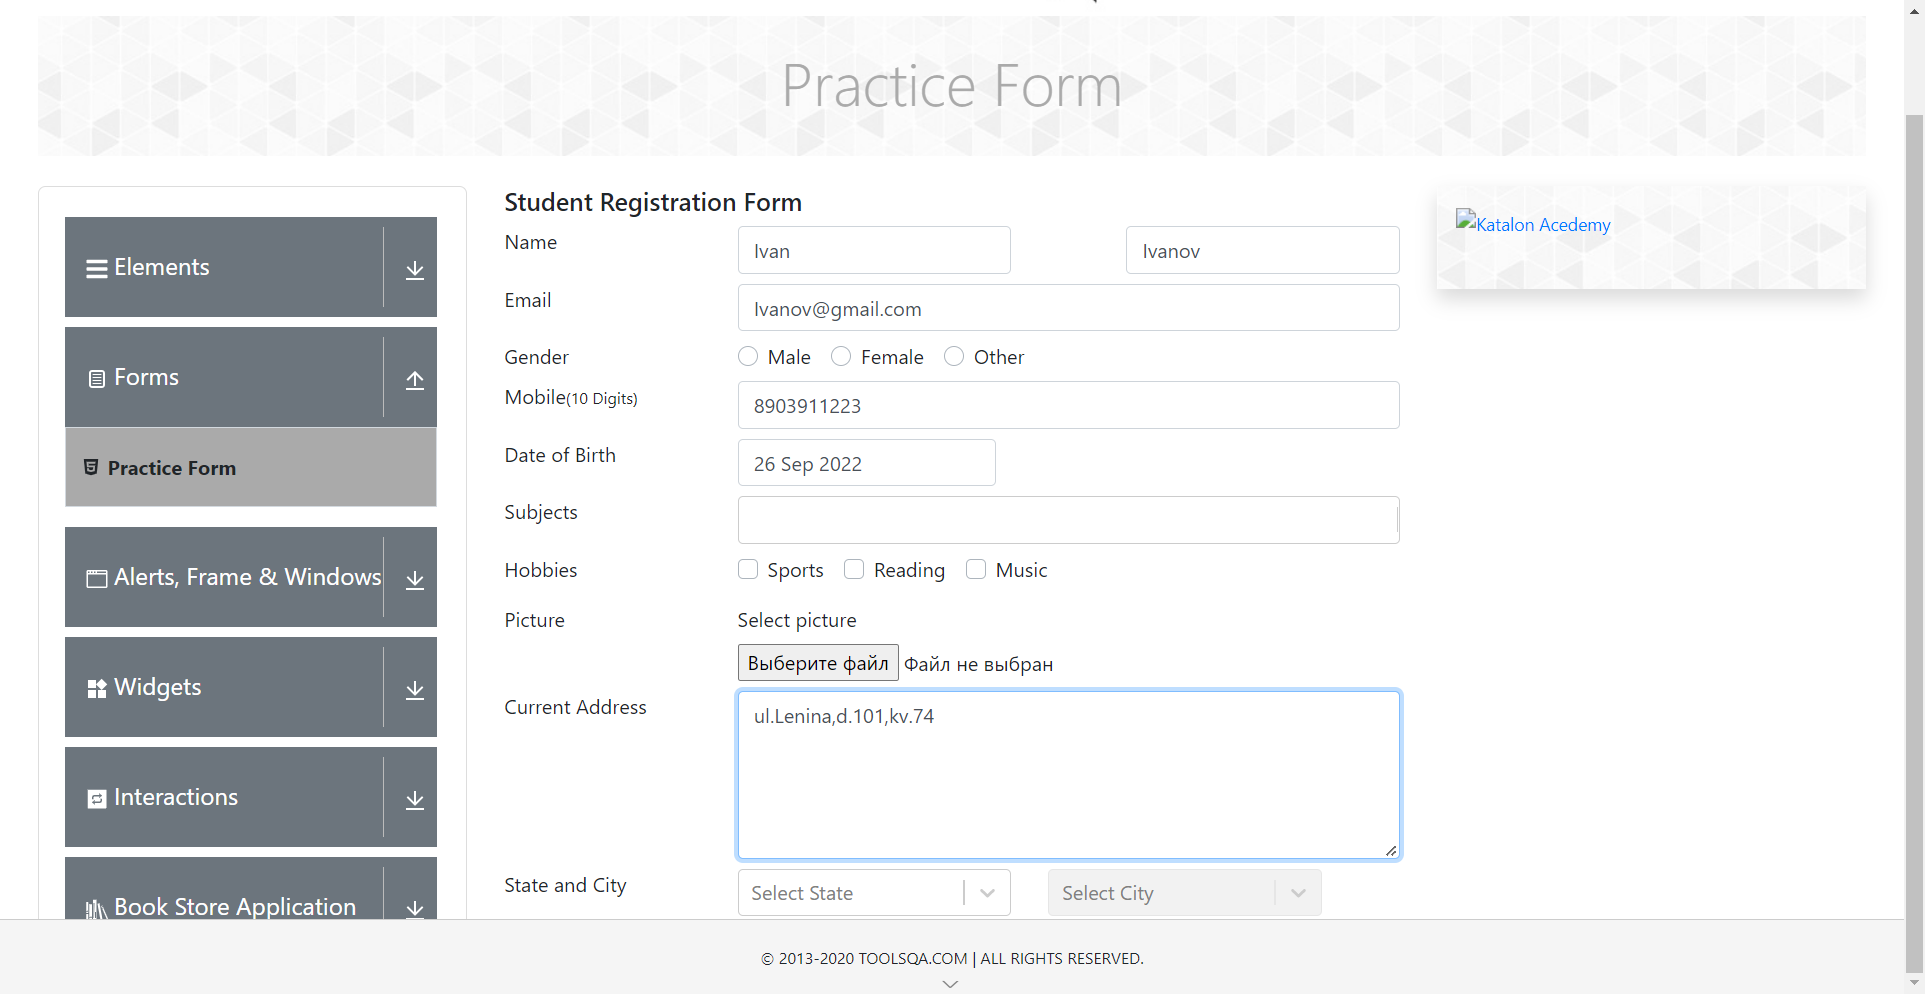 Practice Form
Elements
Forms
Practice Form
Alerts, Frame & Windows
Widgets
Interactions
Book Store Application
Student Registration Form
Name
Ivan
Ivanov
Email
Ivanov@gmail.com
Gender
Male Female Other
Mobile(10 Digits)
8903911223
Date of Birth
26 Sep 2022
Subjects
Hobbies
Sports Reading Music
Picture
Select picture
Выберите файл Файл не выбран
Current Address
ul.Lenina,d.101,kv.74
State and City
Select State
Select City
Katalon Acedemy
© 2013-2020 TOOLSQA.COM | ALL RIGHTS RESERVED.